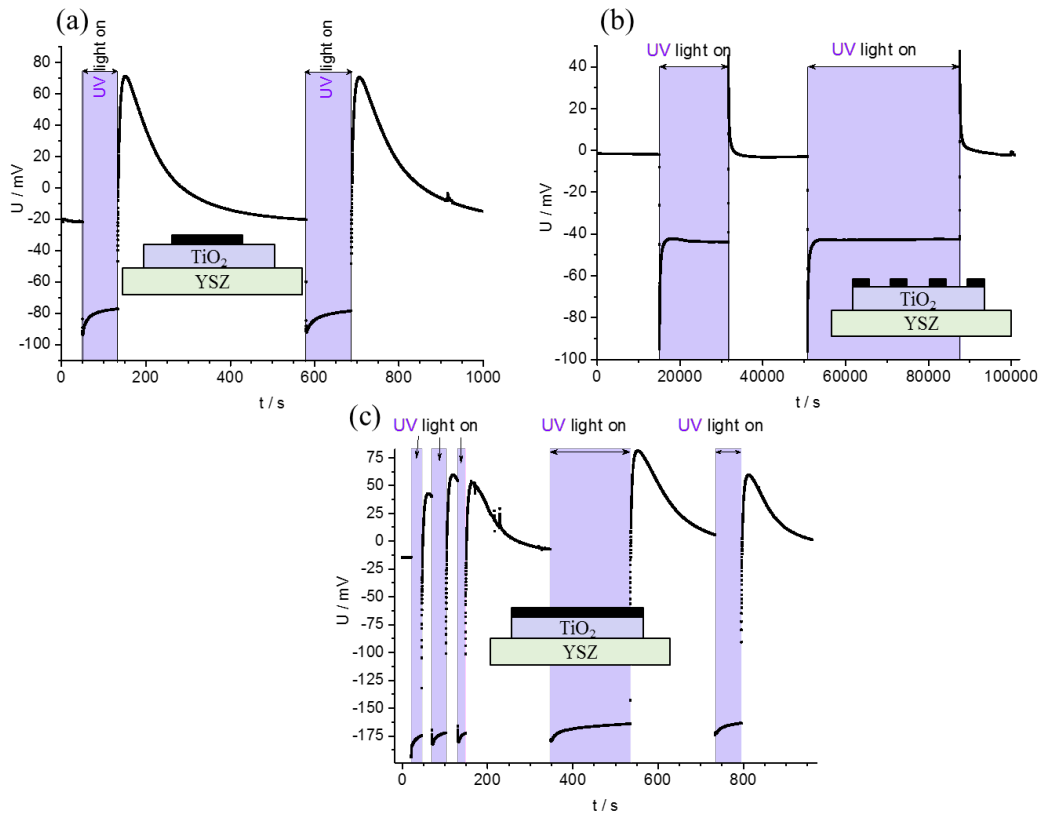 (a)
UV light on
UV light on
80
60
40
20
0
-20
-40
-60
-80
-100
U / mV
TiO2
YSZ
0 200 400 600 800 1000
t / s
(b)
UV light on
UV light on
40
20
0
-20
-40
-60
-80
-100
U / mV
TiO2
YSZ
0 20000 40000 60000 80000 100000
t / s
(c)
UV light on
UV light on
UV light on
75
50
25
0
-25
-50
-75
-100
-125
-150
-175
U / mV
TiO2
YSZ
0 200 400 600 800
t / s